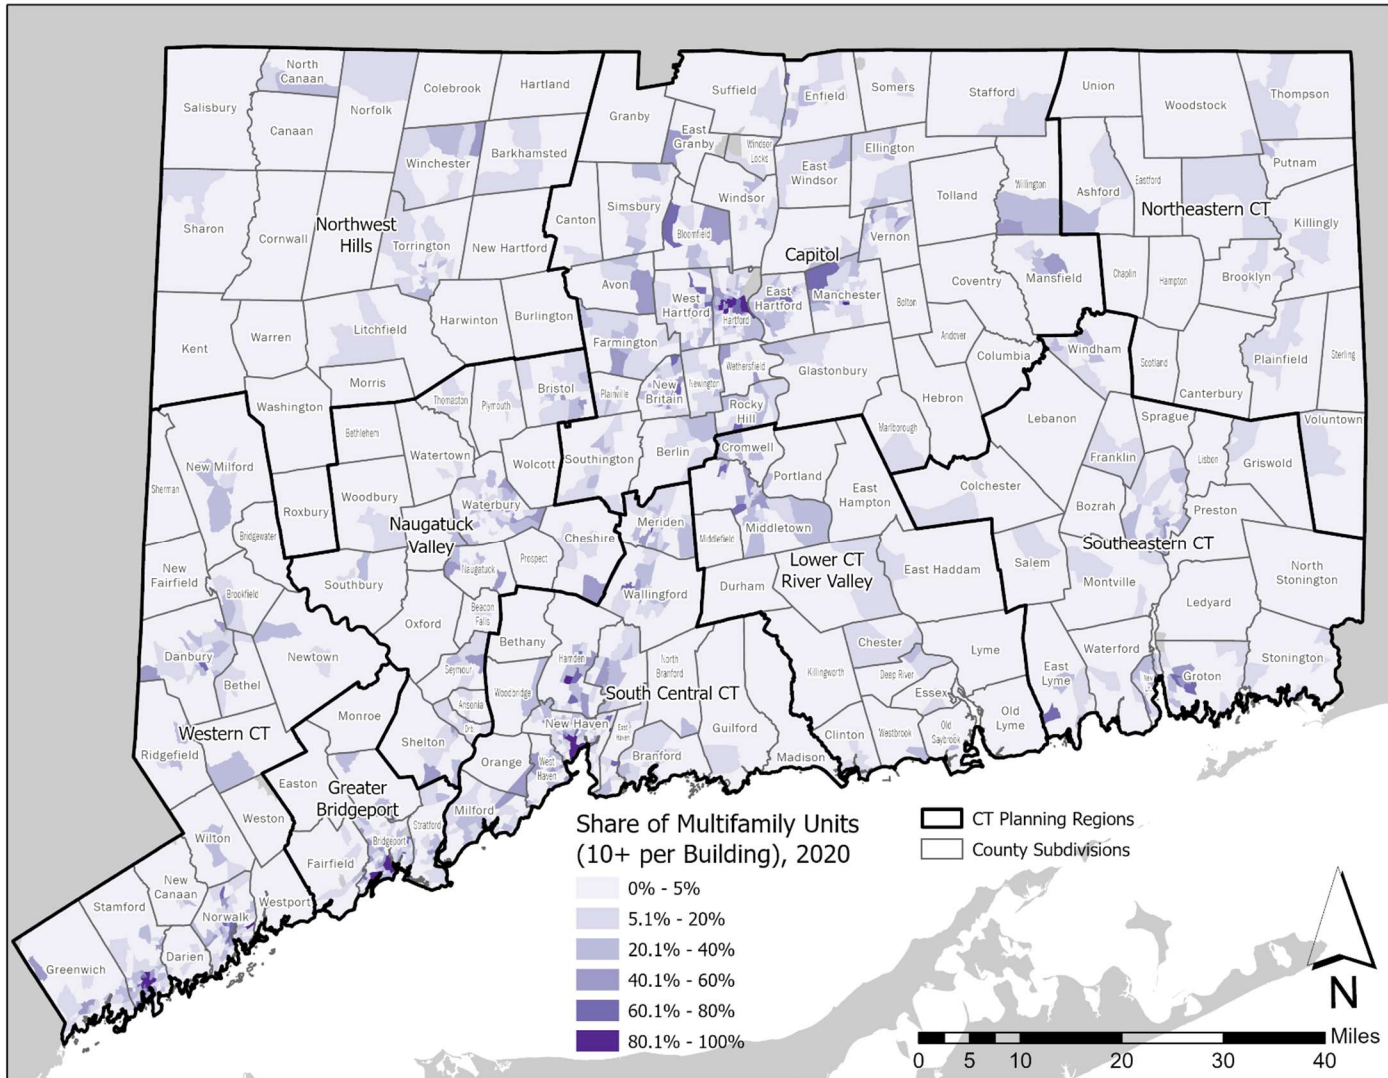 North
Canaan
Colebrook
Hartland
Salisbury
Norfolk
Canaan
Granby
Suffield
Enfield
Somers
Stafford
Union
Woodstock
Thompson
East
Granby
Windsor
Locks
Winchester
Barkhamsted
East
Windsor
Ellington
Willington
Ashford
Eastford
Putnam
Sharon
Cornwall
Northwest
Hills
Torrington
New Hartford
Canton
Simsbury
Bloomfield
Windsor
Vernon
Tolland
Northeastern CT
Killingly
Capitol
Mansfield
Chaplin
Hampton
Brooklyn
Kent
Warren
Litchfield
Harwinton
Burlington
Avon
West
Hartford
Hartford
East
Hartford
Manchester
Bolton
Coventry
Andover
Columbia
Windham
Scotland
Canterbury
Plainfield
Sterling
Morris
Washington
Farmington
Thomaston
Plymouth
Bristol
Plainville
New
Britain
Newington
Wethersfield
Glastonbury
Rocky
Hill
Hebron
Marlborough
Lebanon
Sprague
Franklin
Lisbon
Griswold
Voluntown
Bethlehem
Watertown
Wolcott
Southington
Berlin
Cromwell
Portland
East
Hampton
Colchester
Bozrah
Preston
New Milford
Sherman
Bridgewater
Roxbury
Woodbury
Waterbury
Naugatuck
Valley
Cheshire
Prospect
Naugatuck
Meriden
Middlefield
Middletown
Lower CT
River Valley
East Haddam
Salem
Southeastern CT
Montville
North
Stonington
Ledyard
New
Fairfield
Brookfield
Southbury
Oxford
Beacon
Falls
Bethany
Wallingford
Durham
Danbury
Bethel
Newtown
Seymour
Woodbridge
Hamden
North
Branford
Chester
Killingworth
Deep River
Essex
Lyme
East
Lyme
Waterford
Groton
Stonington
Western CT
Ridgefield
Monroe
Ansonia
Shelton
South Central CT
New Haven
East
Haven
Guilford
Madison
Clinton
Westbrook
Old
Saybrook
Old
Lyme
Greater
Bridgeport
Easton
Orange
West
Haven
Branford
Milford
Stratford
Bridgeport
Fairfield
Weston
Wilton
Westport
Norwalk
New
Canaan
Stamford
Darien
Greenwich
Share of Multifamily Units
(10+ per Building), 2020
0% - 5%
5.1% - 20%
20.1% - 40%
40.1% - 60%
60.1% - 80%
80.1% - 100%
CT Planning Regions
County Subdivisions
N
Miles
0 5 10 20 30 40